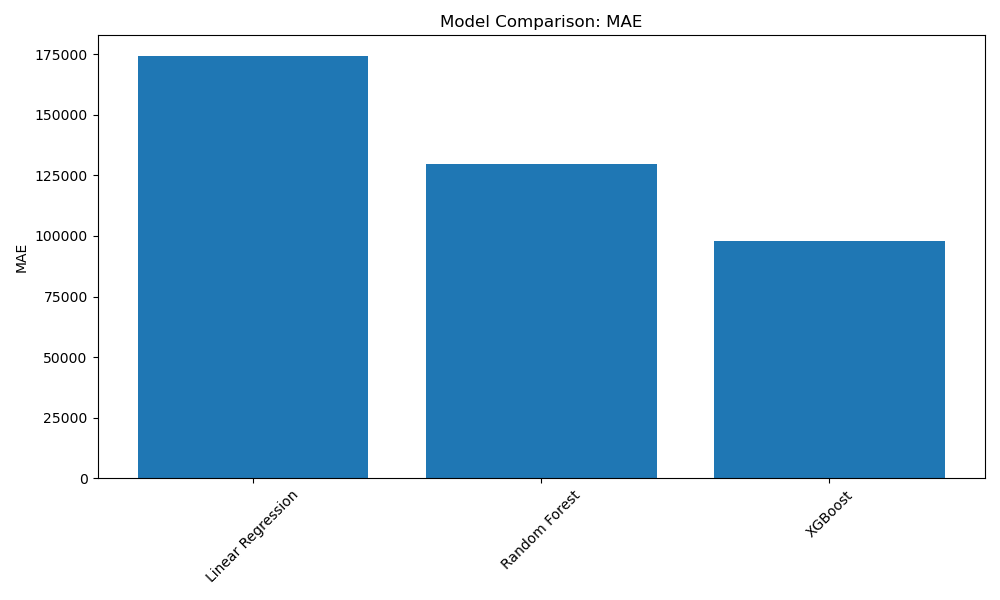 Model Comparison: MAE
MAE
175000
150000
125000
100000
75000
50000
25000
0
Linear Regression
Random Forest
XGBoost